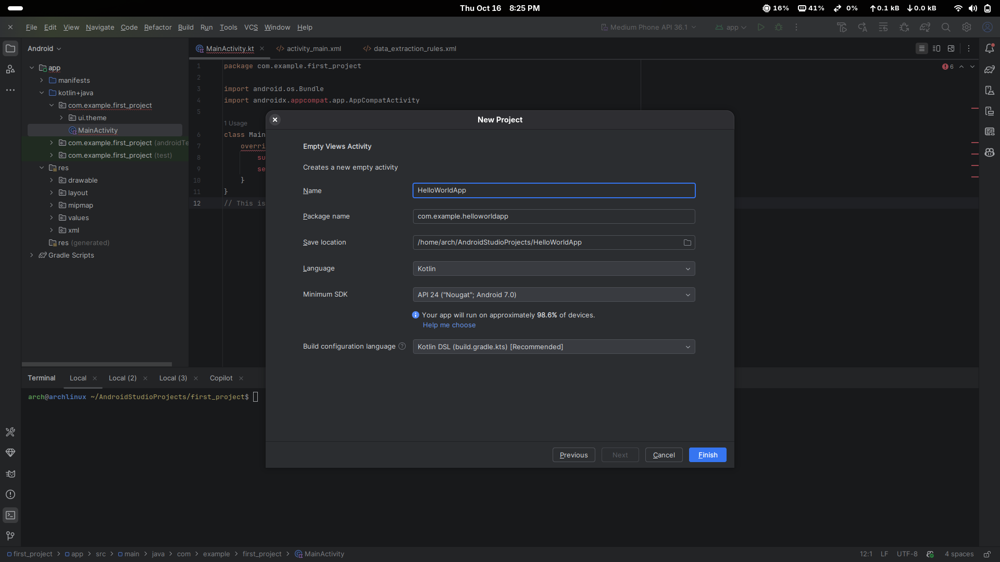 Thu Oct 16 8:25 PM
16% 41% 0% 0.1 kB 0.0 kB
File Edit View Navigate Code Refactor Build Run Tools VCS Window Help
Medium Phone API 36.1 app
Android
MainActivity.kt activity_main.xml data_extraction_rules.xml
app
manifests
kotlin+java
com.example.first_project
ui.theme
MainActivity
com.example.first_project (androidTe
com.example.first_project (test)
res
drawable
layout
mipmap
values
xml
res (generated)
Gradle Scripts
1 package com.example.first_project
6
2
3 import android.os.Bundle
4 import androidx.appcompat.app.AppCompatActivity
5
1 Usage
6 class Main
7 overri
8 su
9 se
10 }
11 }
12 // This is
New Project
Empty Views Activity
Creates a new empty activity
Name HelloWorldApp
Package name com.example.helloworldapp
Save location /home/arch/AndroidStudioProjects/HelloWorldApp
Language Kotlin
Minimum SDK API 24 ("Nougat"; Android 7.0)
Your app will run on approximately 98.6% of devices.
Help me choose
Build configuration language ? Kotlin DSL (build.gradle.kts) [Recommended]
Previous Next Cancel Finish
Terminal Local Local (2) Local (3) Copilot
arch@archlinux ~/AndroidStudioProjects/first_project$
first_project app src main java com example first_project MainActivity
12:1 LF UTF-8 4 spaces